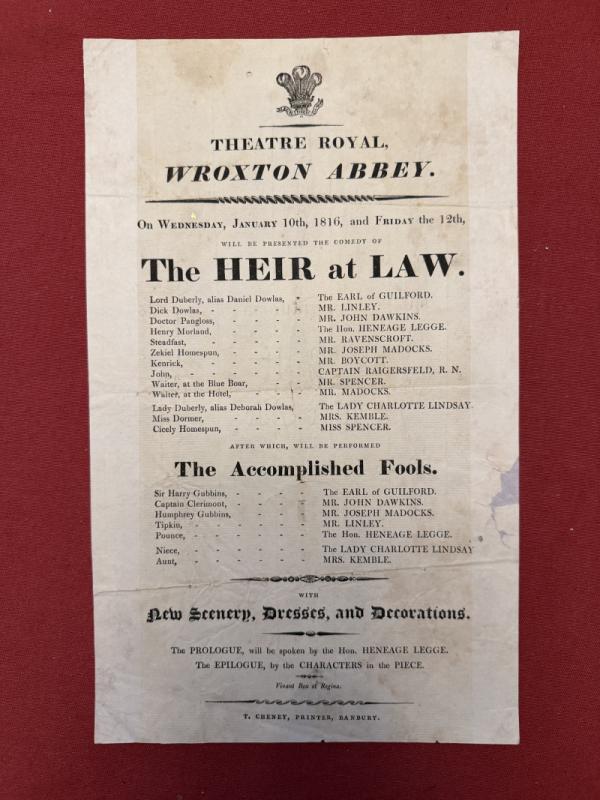 THEATRE ROYAL,
WROXTON ABBEY.
On Wednesday, January 10th, 1816, and Friday the 12th,
WILL BE PRESENTED THE COMEDY OF
The HEIR at LAW.
Lord Duberly, alias Daniel Dowlas, - The EARL of GUILFORD.
Dick Dowlas, - - - - - MR. LINLEY.
Doctor Pangloss, - - - - MR. JOHN DAWKINS.
Henry Morland, - - - - The Hon. HENEAGE LEGGE.
Steadfast, - - - - - MR. RAVENSCROFT.
Zekiel Homespun, - - - - MR. JOSEPH MADOCKS.
Kenrick, - - - - - MR. BOYCOTT.
John, - - - - - - CAPTAIN RAIGERSFELD, R. N.
Waiter, at the Blue Boar, - - MR. SPENCER.
Waiter, at the Hotel, - - - MR. MADOCKS.
Lady Duberly, alias Deborah Dowlas, The LADY CHARLOTTE LINDSAY
Miss Dormer, - - - - - MRS. KEMBLE.
Cicely Homespun, - - - - MISS SPENCER.
AFTER WHICH, WILL BE PERFORMED
The Accomplished Fools.
Sir Harry Gubbins, - - - - The EARL of GUILFORD.
Captain Clerimont, - - - - MR. JOHN DAWKINS.
Humphrey Gubbins, - - - - MR. JOSEPH MADOCKS.
Tipkin, - - - - - MR. LINLEY.
Pounce, - - - - - - The Hon. HENEAGE LEGGE.
Niece, - - - - - - The LADY CHARLOTTE LINDSAY
Aunt, - - - - - - MRS. KEMBLE.
WITH
New Scenery, Dresses, and Decorations.
The PROLOGUE, will be spoken by the Hon. HENEAGE LEGGE.
The EPILOGUE, by the CHARACTERS in the PIECE.
Vivant Rex et Regina.
T. CHENEY, PRINTER, BANBURY.